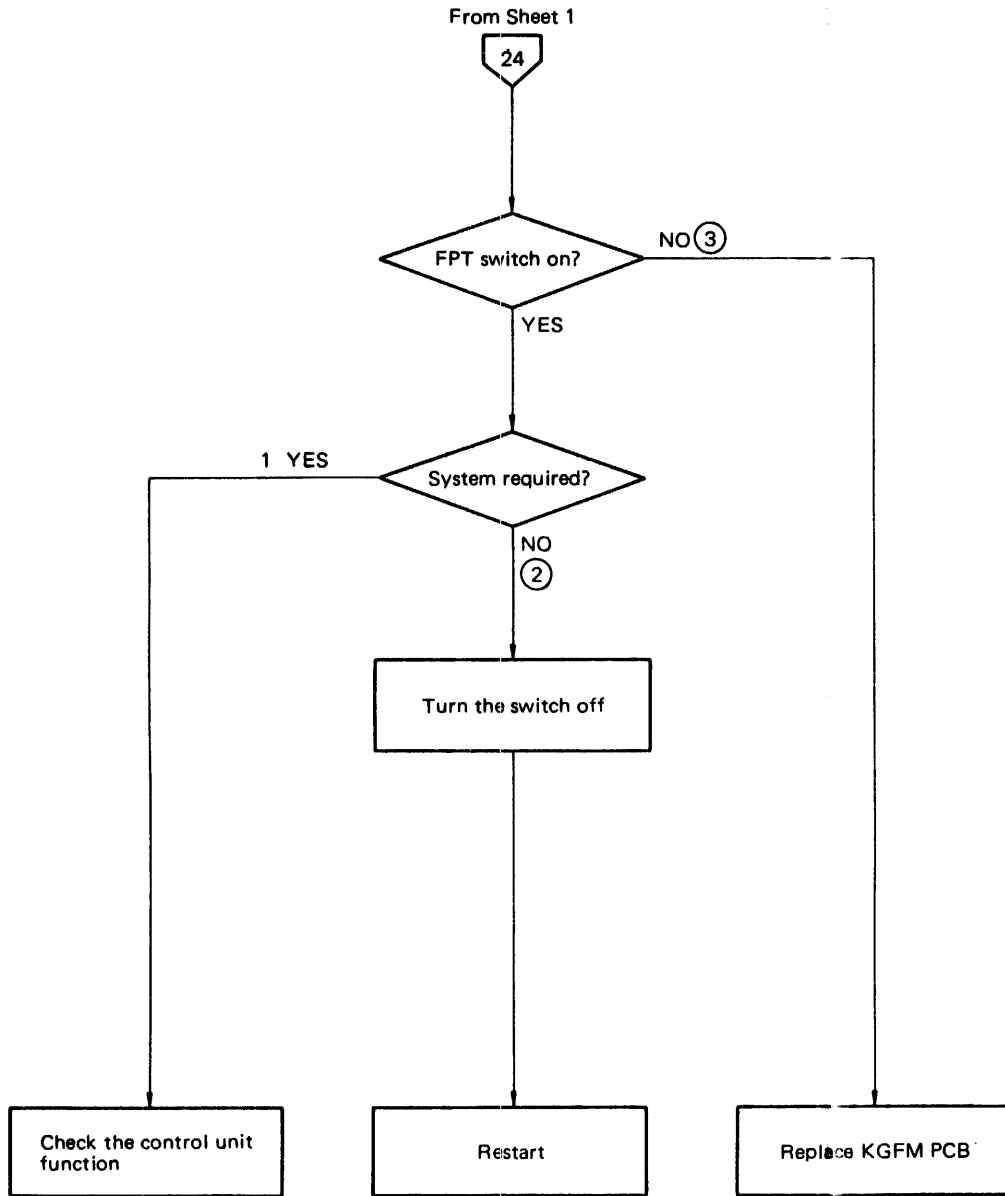 From Sheet 1
24
FPT switch on?
NO 3
YES
1 YES
System required?
NO
2
Turn the switch off
Check the control unit
function
Restart
Replace KGFM PCB